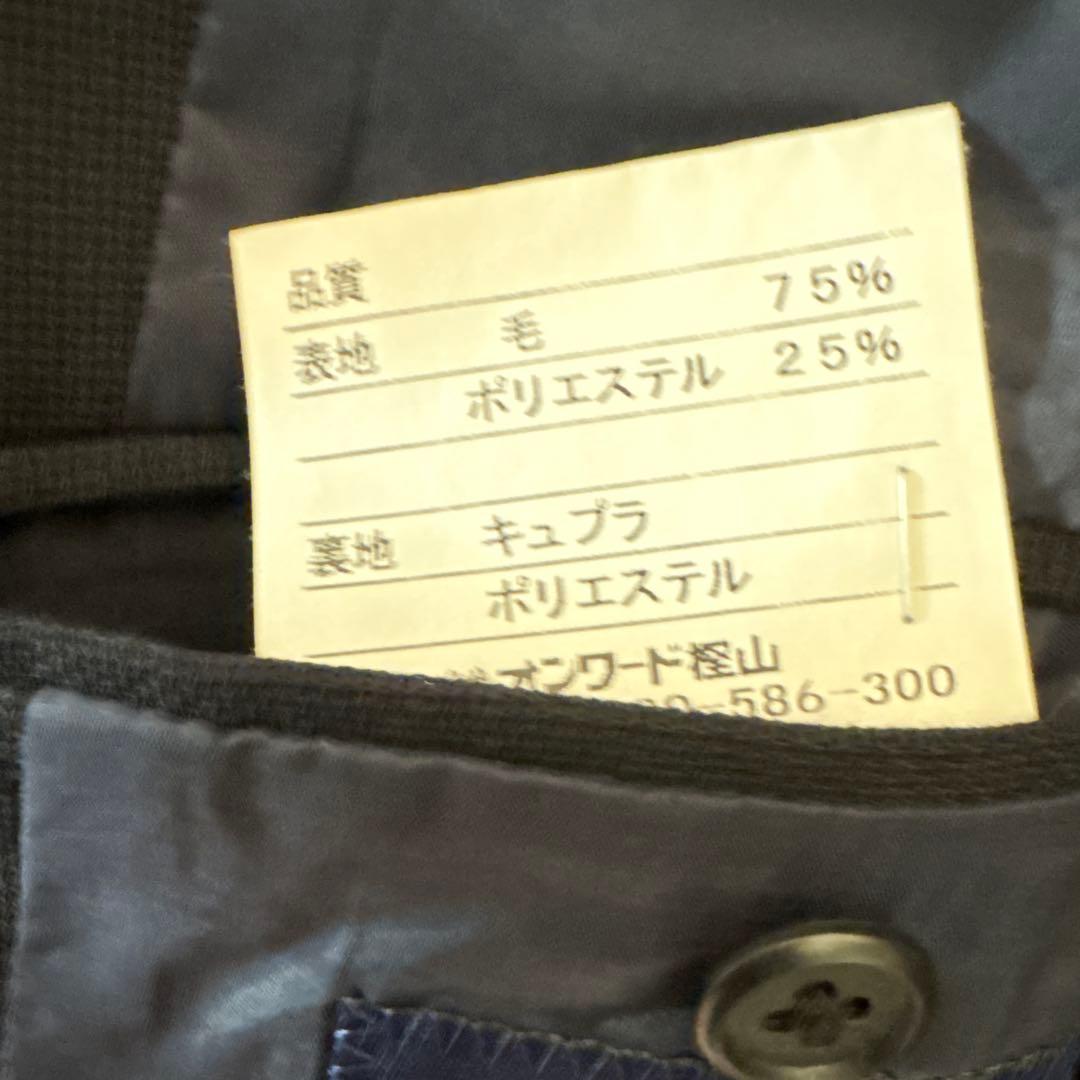 品質
表地 毛 75%
ポリエステル 25%
裏地 キュプラ
ポリエステル
オンワード樫山
-586-300